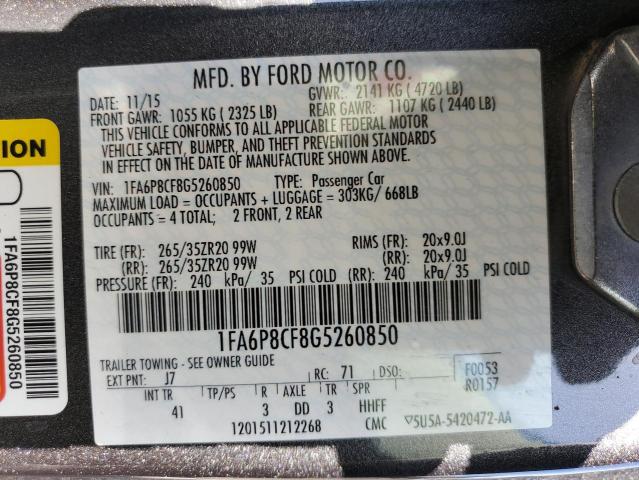 MFD. BY FORD MOTOR CO.
DATE: 11/15 GVWR: 2141 KG ( 4720 LB)
FRONT GAWR: 1055 KG ( 2325 LB) REAR GAWR: 1107 KG ( 2440 LB)
THIS VEHICLE CONFORMS TO ALL APPLICABLE FEDERAL MOTOR
VEHICLE SAFETY, BUMPER, AND THEFT PREVENTION STANDARDS
IN EFFECT ON THE DATE OF MANUFACTURE SHOWN ABOVE.
VIN: 1FA6P8CF8G5260850 TYPE: Passenger Car
MAXIMUM LOAD = OCCUPANTS + LUGGAGE = 303KG/ 668LB
OCCUPANTS = 4 TOTAL; 2 FRONT, 2 REAR
TIRE (FR): 265/35ZR20 99W RIMS (FR): 20x9.0J
(RR): 265/35ZR20 99W (RR): 20x9.0J
PRESSURE (FR): 240 kPa/ 35 PSI COLD (RR): 240 kPa/ 35 PSI COLD
1FA6P8CF8G5260850
TRAILER TOWING - SEE OWNER GUIDE
EXT PNT: J7 RC: 71 DSO: F0053
R0157
INT TR TP/PS R AXLE TR SPR
41 3 DD 3 HHFF
1201511212268 CMC ▽5U5A-5420472-AA
TION
1FA6P8CF8G5260850